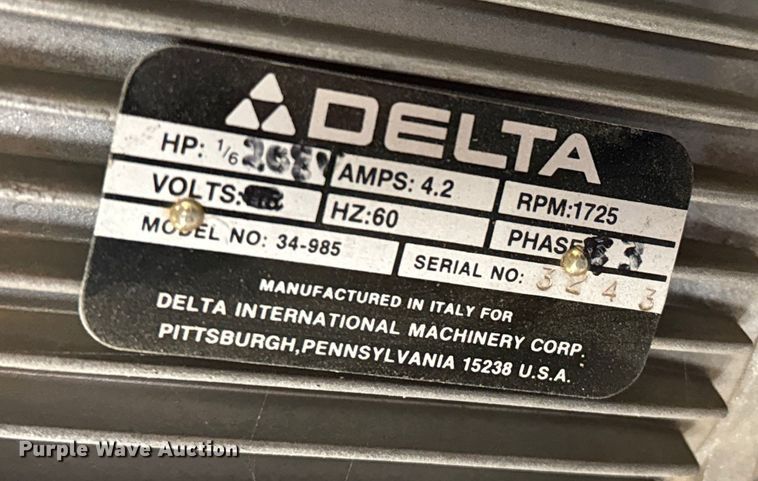 DELTA
HP: 1/6 AMPS: 4.2 RPM:1725
VOLTS: HZ:60 PHASE
MODEL NO: 34-985 SERIAL NO: 3243
MANUFACTURED IN ITALY FOR
DELTA INTERNATIONAL MACHINERY CORP.
PITTSBURGH, PENNSYLVANIA 15238 U.S.A.
Purple Wave Auction